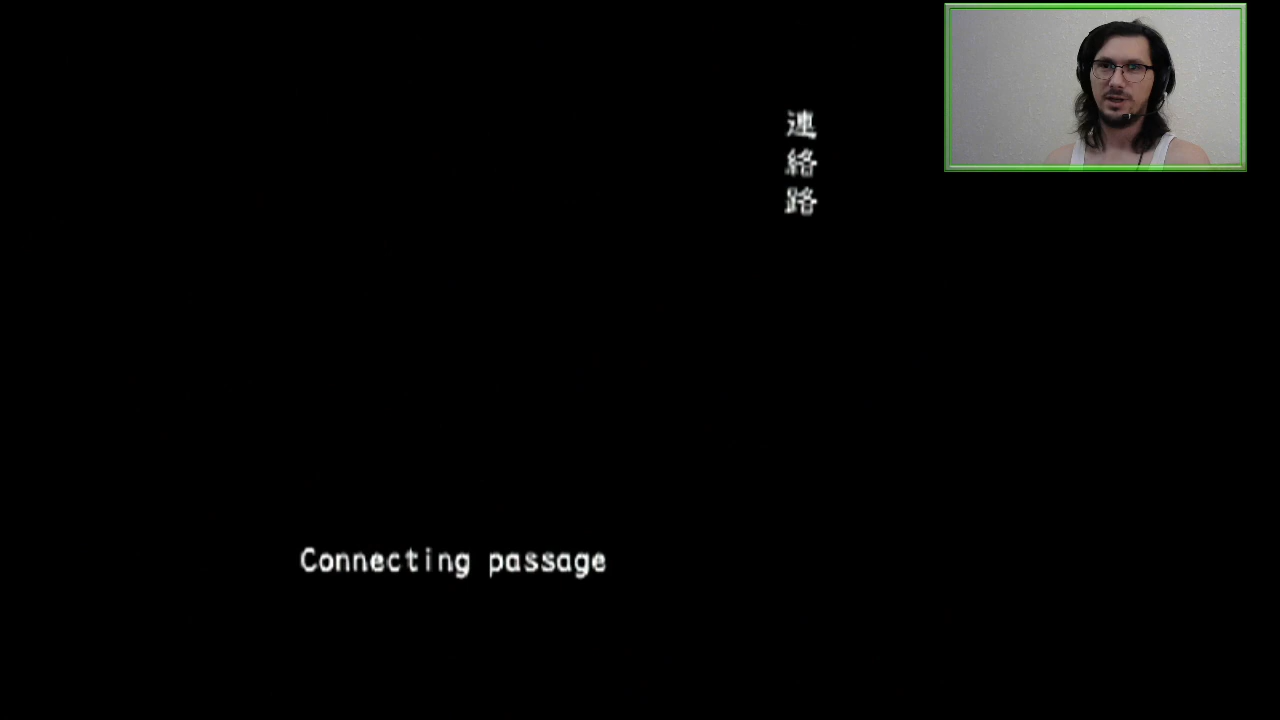 連絡路
Connecting passage